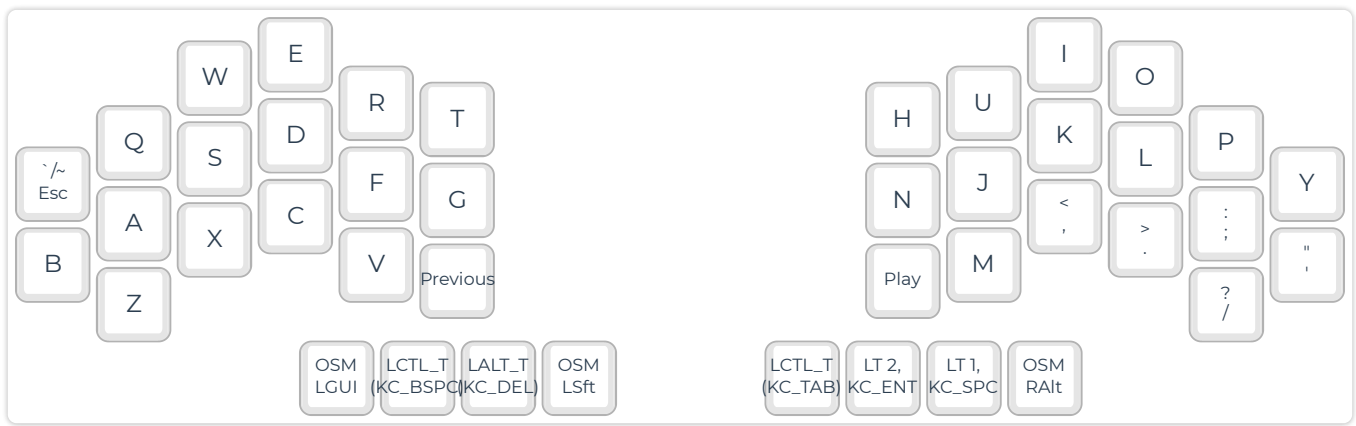 E
I
W
O
R
U
T
H
D
K
Q
P
S
L
`/~
Esc
F
J
Y
G
N
C
<
,
A
:
;
X
>
.
B
V
M
"
'
Previous
Play
Z
?
/
OSM
LGUI
LCTL_T
(KC_BSPC)
LALT_T
(KC_DEL)
OSM
LSft
LCTL_T
(KC_TAB)
LT 2,
KC_ENT
LT 1,
KC_SPC
OSM
RAlt